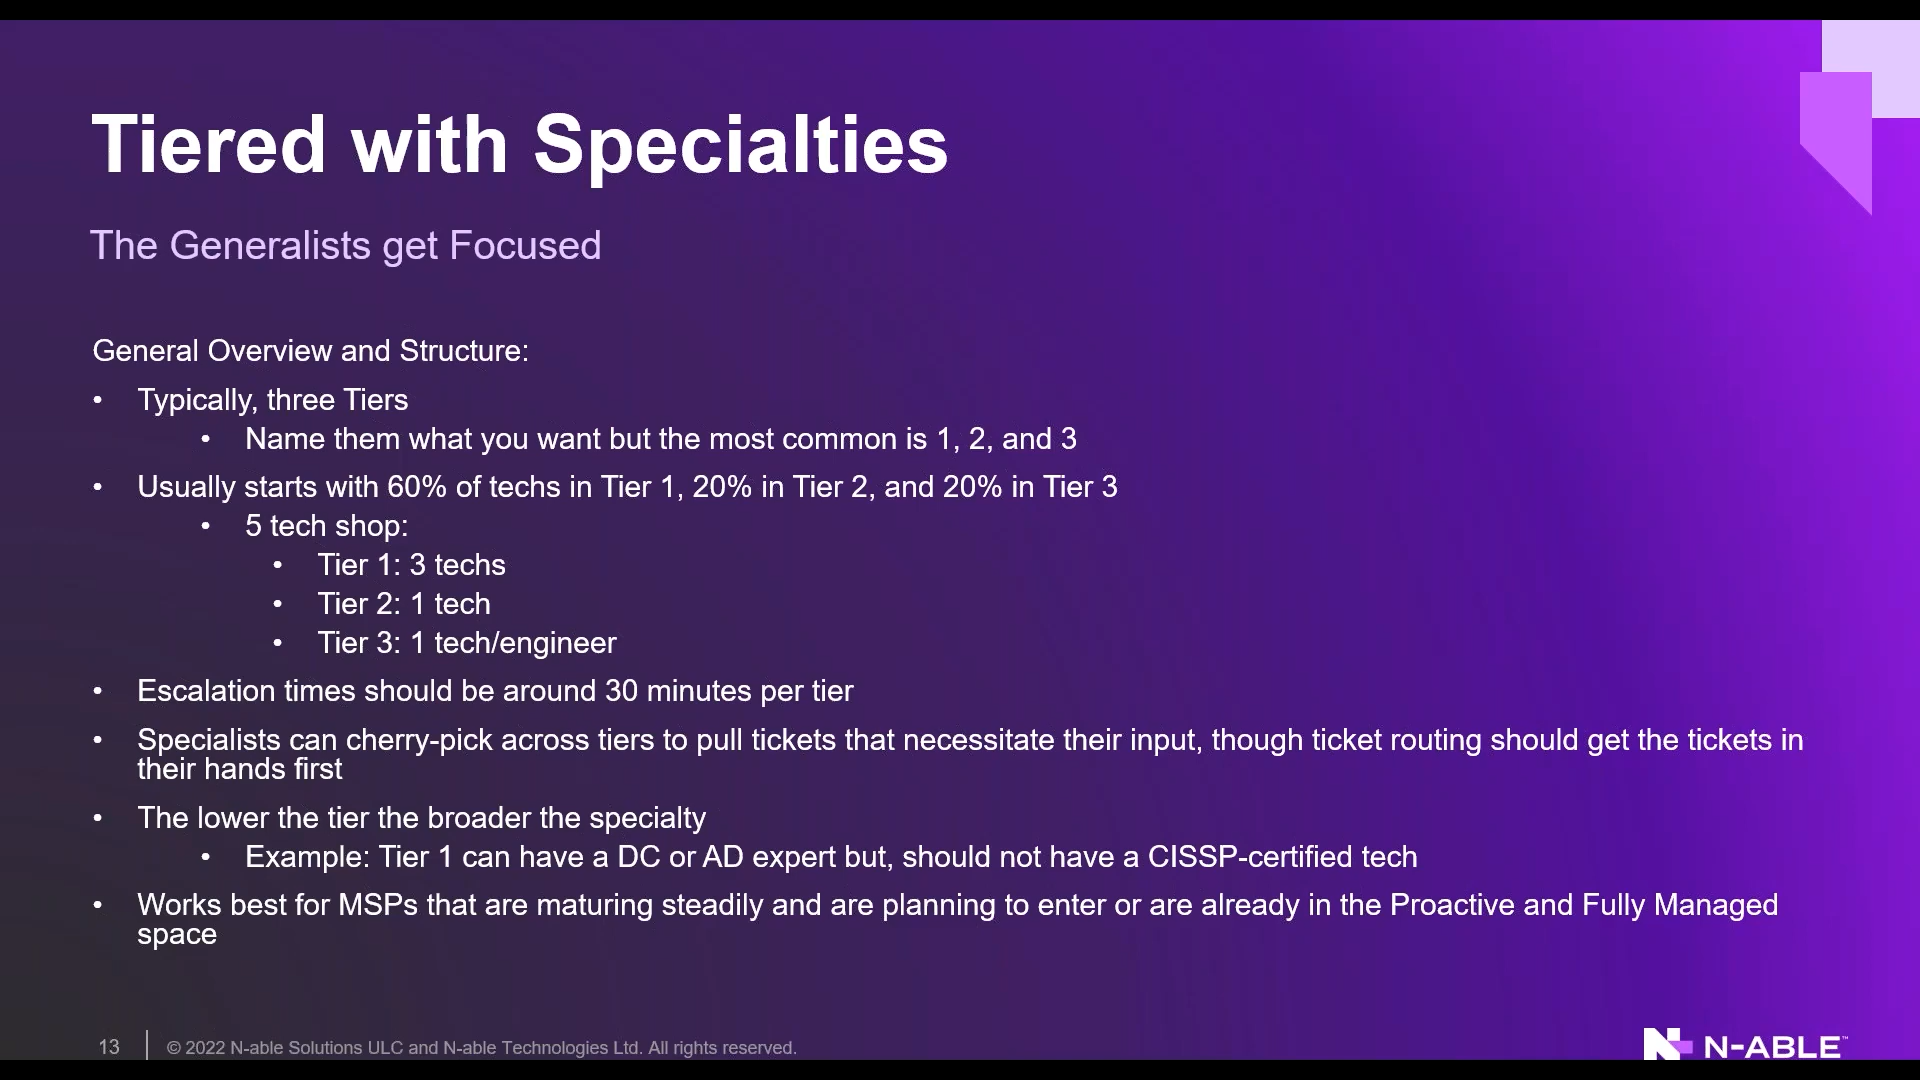 Tiered with Specialties
The Generalists get Focused
General Overview and Structure:
• Typically, three Tiers
• Name them what you want but the most common is 1, 2, and 3
• Usually starts with 60% of techs in Tier 1, 20% in Tier 2, and 20% in Tier 3
• 5 tech shop:
• Tier 1: 3 techs
• Tier 2: 1 tech
• Tier 3: 1 tech/engineer
• Escalation times should be around 30 minutes per tier
• Specialists can cherry-pick across tiers to pull tickets that necessitate their input, though ticket routing should get the tickets in
their hands first
• The lower the tier the broader the specialty
• Example: Tier 1 can have a DC or AD expert but, should not have a CISSP-certified tech
• Works best for MSPs that are maturing steadily and are planning to enter or are already in the Proactive and Fully Managed
space
13 © 2022 N-able Solutions ULC and N-able Technologies Ltd. All rights reserved.
N-ABLE™